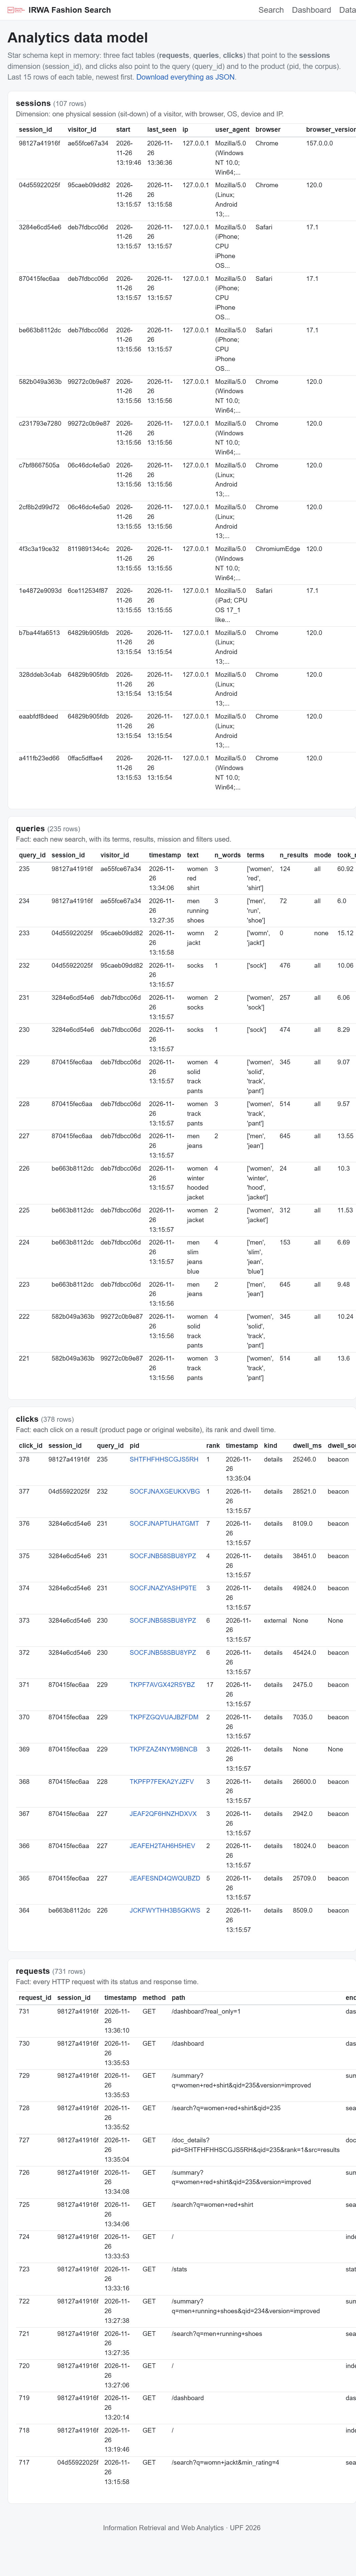 IRWA Fashion Search Search Dashboard Data
Analytics data model
Star schema kept in memory: three fact tables (requests, queries, clicks) that point to the sessions
dimension (session_id), and clicks also point to the query (query_id) and to the product (pid, the corpus).
Last 15 rows of each table, newest first. Download everything as JSON.
sessions (107 rows)
Dimension: one physical session (sit-down) of a visitor, with browser, OS, device and IP.
session_id visitor_id start last_seen ip user_agent browser browser_version
98127a41916f ae55fce67a34 2026-11-26 13:19:46 2026-11-26 13:36:36 127.0.0.1 Mozilla/5.0 (Windows NT 10.0; Win64;... Chrome 157.0.0.0
04d55922025f 95caeb09dd82 2026-11-26 13:15:57 2026-11-26 13:15:58 127.0.0.1 Mozilla/5.0 (Linux; Android 13;... Chrome 120.0
3284e6cd54e6 deb7fdbcc06d 2026-11-26 13:15:57 2026-11-26 13:15:57 127.0.0.1 Mozilla/5.0 (iPhone; CPU iPhone OS... Safari 17.1
870415fec6aa deb7fdbcc06d 2026-11-26 13:15:57 2026-11-26 13:15:57 127.0.0.1 Mozilla/5.0 (iPhone; CPU iPhone OS... Safari 17.1
be663b8112dc deb7fdbcc06d 2026-11-26 13:15:56 2026-11-26 13:15:57 127.0.0.1 Mozilla/5.0 (iPhone; CPU iPhone OS... Safari 17.1
582b049a363b 99272c0b9e87 2026-11-26 13:15:56 2026-11-26 13:15:56 127.0.0.1 Mozilla/5.0 (Windows NT 10.0; Win64;... Chrome 120.0
c231793e7280 99272c0b9e87 2026-11-26 13:15:56 2026-11-26 13:15:56 127.0.0.1 Mozilla/5.0 (Windows NT 10.0; Win64;... Chrome 120.0
c7bf8667505a 06c46dc4e5a0 2026-11-26 13:15:56 2026-11-26 13:15:56 127.0.0.1 Mozilla/5.0 (Linux; Android 13;... Chrome 120.0
2cf8b2d99d72 06c46dc4e5a0 2026-11-26 13:15:55 2026-11-26 13:15:56 127.0.0.1 Mozilla/5.0 (Linux; Android 13;... Chrome 120.0
4f3c3a19ce32 811989134c4c 2026-11-26 13:15:55 2026-11-26 13:15:55 127.0.0.1 Mozilla/5.0 (Windows NT 10.0; Win64;... ChromiumEdge 120.0
1e4872e9093d 6ce112534f87 2026-11-26 13:15:55 2026-11-26 13:15:55 127.0.0.1 Mozilla/5.0 (iPad; CPU OS 17_1 like... Safari 17.1
b7ba44fa6513 64829b905fdb 2026-11-26 13:15:54 2026-11-26 13:15:54 127.0.0.1 Mozilla/5.0 (Linux; Android 13;... Chrome 120.0
328ddeb3c4ab 64829b905fdb 2026-11-26 13:15:54 2026-11-26 13:15:54 127.0.0.1 Mozilla/5.0 (Linux; Android 13;... Chrome 120.0
eaabfdf8deed 64829b905fdb 2026-11-26 13:15:54 2026-11-26 13:15:54 127.0.0.1 Mozilla/5.0 (Linux; Android 13;... Chrome 120.0
a411fb23ed66 0ffac5dffae4 2026-11-26 13:15:53 2026-11-26 13:15:54 127.0.0.1 Mozilla/5.0 (Windows NT 10.0; Win64;... Chrome 120.0
queries (235 rows)
Fact: each new search, with its terms, results, mission and filters used.
query_id session_id visitor_id timestamp text n_words terms n_results mode took_m
235 98127a41916f ae55fce67a34 2026-11-26 13:34:06 women red shirt 3 ['women', 'red', 'shirt'] 124 all 60.92
234 98127a41916f ae55fce67a34 2026-11-26 13:27:35 men running shoes 3 ['men', 'run', 'shoe'] 72 all 6.0
233 04d55922025f 95caeb09dd82 2026-11-26 13:15:58 womn jackt 2 ['womn', 'jackt'] 0 none 15.12
232 04d55922025f 95caeb09dd82 2026-11-26 13:15:57 socks 1 ['sock'] 476 all 10.06
231 3284e6cd54e6 deb7fdbcc06d 2026-11-26 13:15:57 women socks 2 ['women', 'sock'] 257 all 6.06
230 3284e6cd54e6 deb7fdbcc06d 2026-11-26 13:15:57 socks 1 ['sock'] 474 all 8.29
229 870415fec6aa deb7fdbcc06d 2026-11-26 13:15:57 women solid track pants 4 ['women', 'solid', 'track', 'pant'] 345 all 9.07
228 870415fec6aa deb7fdbcc06d 2026-11-26 13:15:57 women track pants 3 ['women', 'track', 'pant'] 514 all 9.57
227 870415fec6aa deb7fdbcc06d 2026-11-26 13:15:57 men jeans 2 ['men', 'jean'] 645 all 13.55
226 be663b8112dc deb7fdbcc06d 2026-11-26 13:15:57 women winter hooded jacket 4 ['women', 'winter', 'hood', 'jacket'] 24 all 10.3
225 be663b8112dc deb7fdbcc06d 2026-11-26 13:15:57 women jacket 2 ['women', 'jacket'] 312 all 11.53
224 be663b8112dc deb7fdbcc06d 2026-11-26 13:15:57 men slim jeans blue 4 ['men', 'slim', 'jean', 'blue'] 153 all 6.69
223 be663b8112dc deb7fdbcc06d 2026-11-26 13:15:56 men jeans 2 ['men', 'jean'] 645 all 9.48
222 582b049a363b 99272c0b9e87 2026-11-26 13:15:56 women solid track pants 4 ['women', 'solid', 'track', 'pant'] 345 all 10.24
221 582b049a363b 99272c0b9e87 2026-11-26 13:15:56 women track pants 3 ['women', 'track', 'pant'] 514 all 13.6
clicks (378 rows)
Fact: each click on a result (product page or original website), its rank and dwell time.
click_id session_id query_id pid rank timestamp kind dwell_ms dwell_sou
378 98127a41916f 235 SHTFHFHHSCGJS5RH 1 2026-11-26 13:35:04 details 25246.0 beacon
377 04d55922025f 232 SOCFJNAXGEUKXVBG 1 2026-11-26 13:15:57 details 28521.0 beacon
376 3284e6cd54e6 231 SOCFJNAPTUHATGMT 7 2026-11-26 13:15:57 details 8109.0 beacon
375 3284e6cd54e6 231 SOCFJNB58SBU8YPZ 4 2026-11-26 13:15:57 details 38451.0 beacon
374 3284e6cd54e6 231 SOCFJNAZYASHP9TE 3 2026-11-26 13:15:57 details 49824.0 beacon
373 3284e6cd54e6 230 SOCFJNB58SBU8YPZ 6 2026-11-26 13:15:57 external None None
372 3284e6cd54e6 230 SOCFJNB58SBU8YPZ 6 2026-11-26 13:15:57 details 45424.0 beacon
371 870415fec6aa 229 TKPF7AVGX42R5YBZ 17 2026-11-26 13:15:57 details 2475.0 beacon
370 870415fec6aa 229 TKPFZGQVUAJBZFDM 2 2026-11-26 13:15:57 details 7035.0 beacon
369 870415fec6aa 229 TKPFZAZ4NYM9BNCB 3 2026-11-26 13:15:57 details None None
368 870415fec6aa 228 TKPFP7FEKA2YJZFV 3 2026-11-26 13:15:57 details 26600.0 beacon
367 870415fec6aa 227 JEAF2QF6HNZHDXVX 3 2026-11-26 13:15:57 details 2942.0 beacon
366 870415fec6aa 227 JEAFEH2TAH6H5HEV 2 2026-11-26 13:15:57 details 18024.0 beacon
365 870415fec6aa 227 JEAFESND4QWQUBZD 5 2026-11-26 13:15:57 details 25709.0 beacon
364 be663b8112dc 226 JCKFWYTHH3B5GKWS 2 2026-11-26 13:15:57 details 8509.0 beacon
requests (731 rows)
Fact: every HTTP request with its status and response time.
request_id session_id timestamp method path
731 98127a41916f 2026-11-26 13:36:10 GET /dashboard?real_only=1
730 98127a41916f 2026-11-26 13:35:53 GET /dashboard
729 98127a41916f 2026-11-26 13:35:53 GET /summary?q=women+red+shirt&qid=235&version=improved
728 98127a41916f 2026-11-26 13:35:52 GET /search?q=women+red+shirt&qid=235
727 98127a41916f 2026-11-26 13:35:04 GET /doc_details?pid=SHTFHFHHSCGJS5RH&qid=235&rank=1&src=results
726 98127a41916f 2026-11-26 13:34:08 GET /summary?q=women+red+shirt&qid=235&version=improved
725 98127a41916f 2026-11-26 13:34:06 GET /search?q=women+red+shirt
724 98127a41916f 2026-11-26 13:33:53 GET /
723 98127a41916f 2026-11-26 13:33:16 GET /stats
722 98127a41916f 2026-11-26 13:27:38 GET /summary?q=men+running+shoes&qid=234&version=improved
721 98127a41916f 2026-11-26 13:27:35 GET /search?q=men+running+shoes
720 98127a41916f 2026-11-26 13:27:06 GET /
719 98127a41916f 2026-11-26 13:20:14 GET /dashboard
718 98127a41916f 2026-11-26 13:19:46 GET /
717 04d55922025f 2026-11-26 13:15:58 GET /search?q=womn+jackt&min_rating=4
Information Retrieval and Web Analytics · UPF 2026